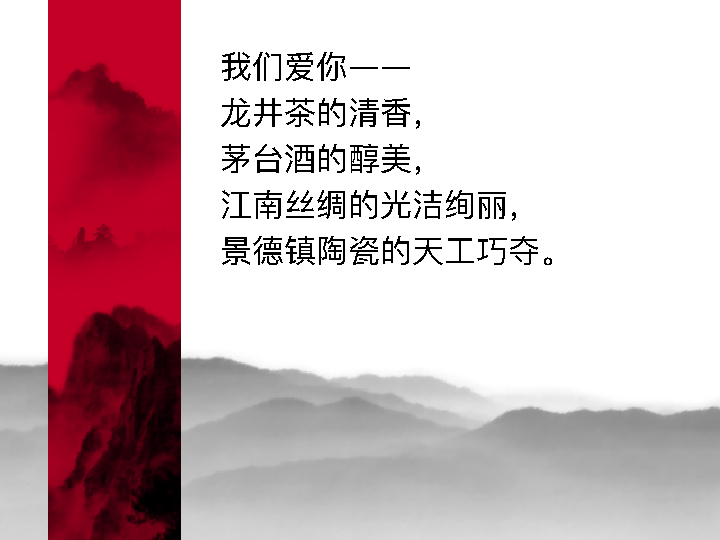 我们爱你——
龙井茶的清香，
茅台酒的醇美，
江南丝绸的光洁绚丽，
景德镇陶瓷的天工巧夺。